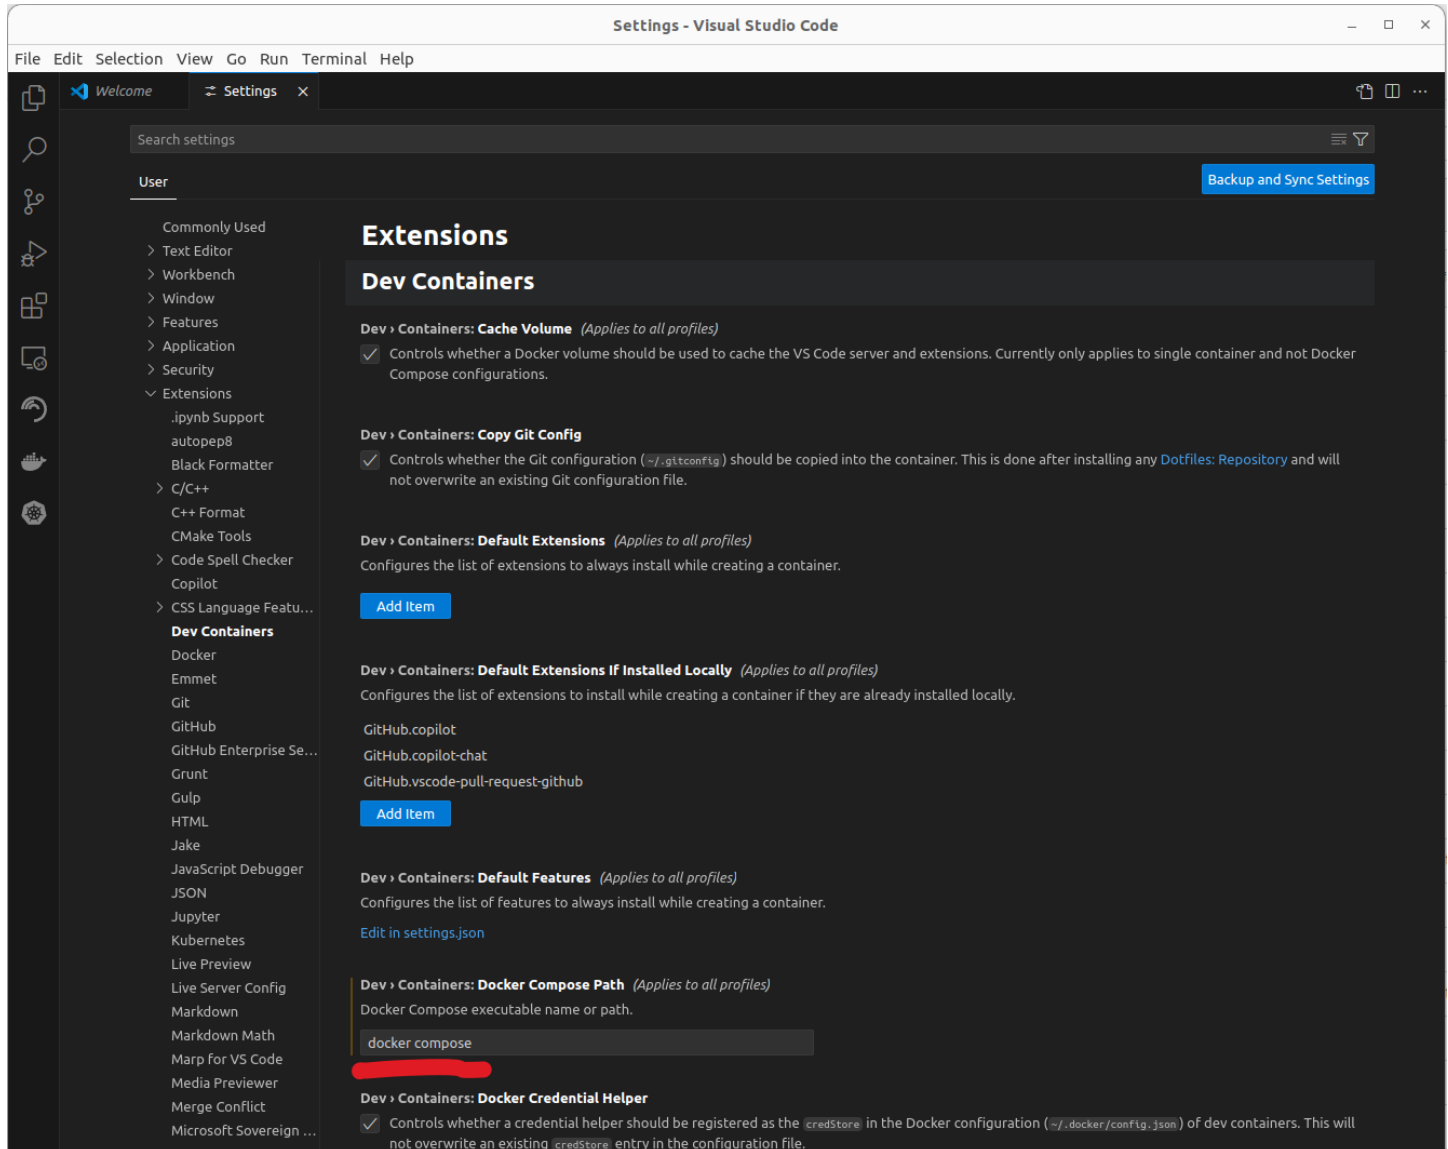 Settings - Visual Studio Code
File Edit Selection View Go Run Terminal Help
Welcome
Settings
Search settings
User
Backup and Sync Settings
Commonly Used
Text Editor
Workbench
Window
Features
Application
Security
Extensions
.ipynb Support
autopep8
Black Formatter
C/C++
C++ Format
CMake Tools
Code Spell Checker
Copilot
CSS Language Featu...
Dev Containers
Docker
Emmet
Git
GitHub
GitHub Enterprise Se...
Grunt
Gulp
HTML
Jake
JavaScript Debugger
JSON
Jupyter
Kubernetes
Live Preview
Live Server Config
Markdown
Markdown Math
Marp for VS Code
Media Previewer
Merge Conflict
Microsoft Sovereign ...
Extensions
Dev Containers
Dev › Containers: Cache Volume (Applies to all profiles)
Controls whether a Docker volume should be used to cache the VS Code server and extensions. Currently only applies to single container and not Docker
Compose configurations.
Dev › Containers: Copy Git Config
Controls whether the Git configuration (~/.gitconfig) should be copied into the container. This is done after installing any Dotfiles: Repository and will
not overwrite an existing Git configuration file.
Dev › Containers: Default Extensions (Applies to all profiles)
Configures the list of extensions to always install while creating a container.
Add Item
Dev › Containers: Default Extensions If Installed Locally (Applies to all profiles)
Configures the list of extensions to install while creating a container if they are already installed locally.
GitHub.copilot
GitHub.copilot-chat
GitHub.vscode-pull-request-github
Add Item
Dev › Containers: Default Features (Applies to all profiles)
Configures the list of features to always install while creating a container.
Edit in settings.json
Dev › Containers: Docker Compose Path (Applies to all profiles)
Docker Compose executable name or path.
docker compose
Dev › Containers: Docker Credential Helper
Controls whether a credential helper should be registered as the credStore in the Docker configuration (~/.docker/config.json) of dev containers. This will
not overwrite an existing credStore entry in the configuration file.